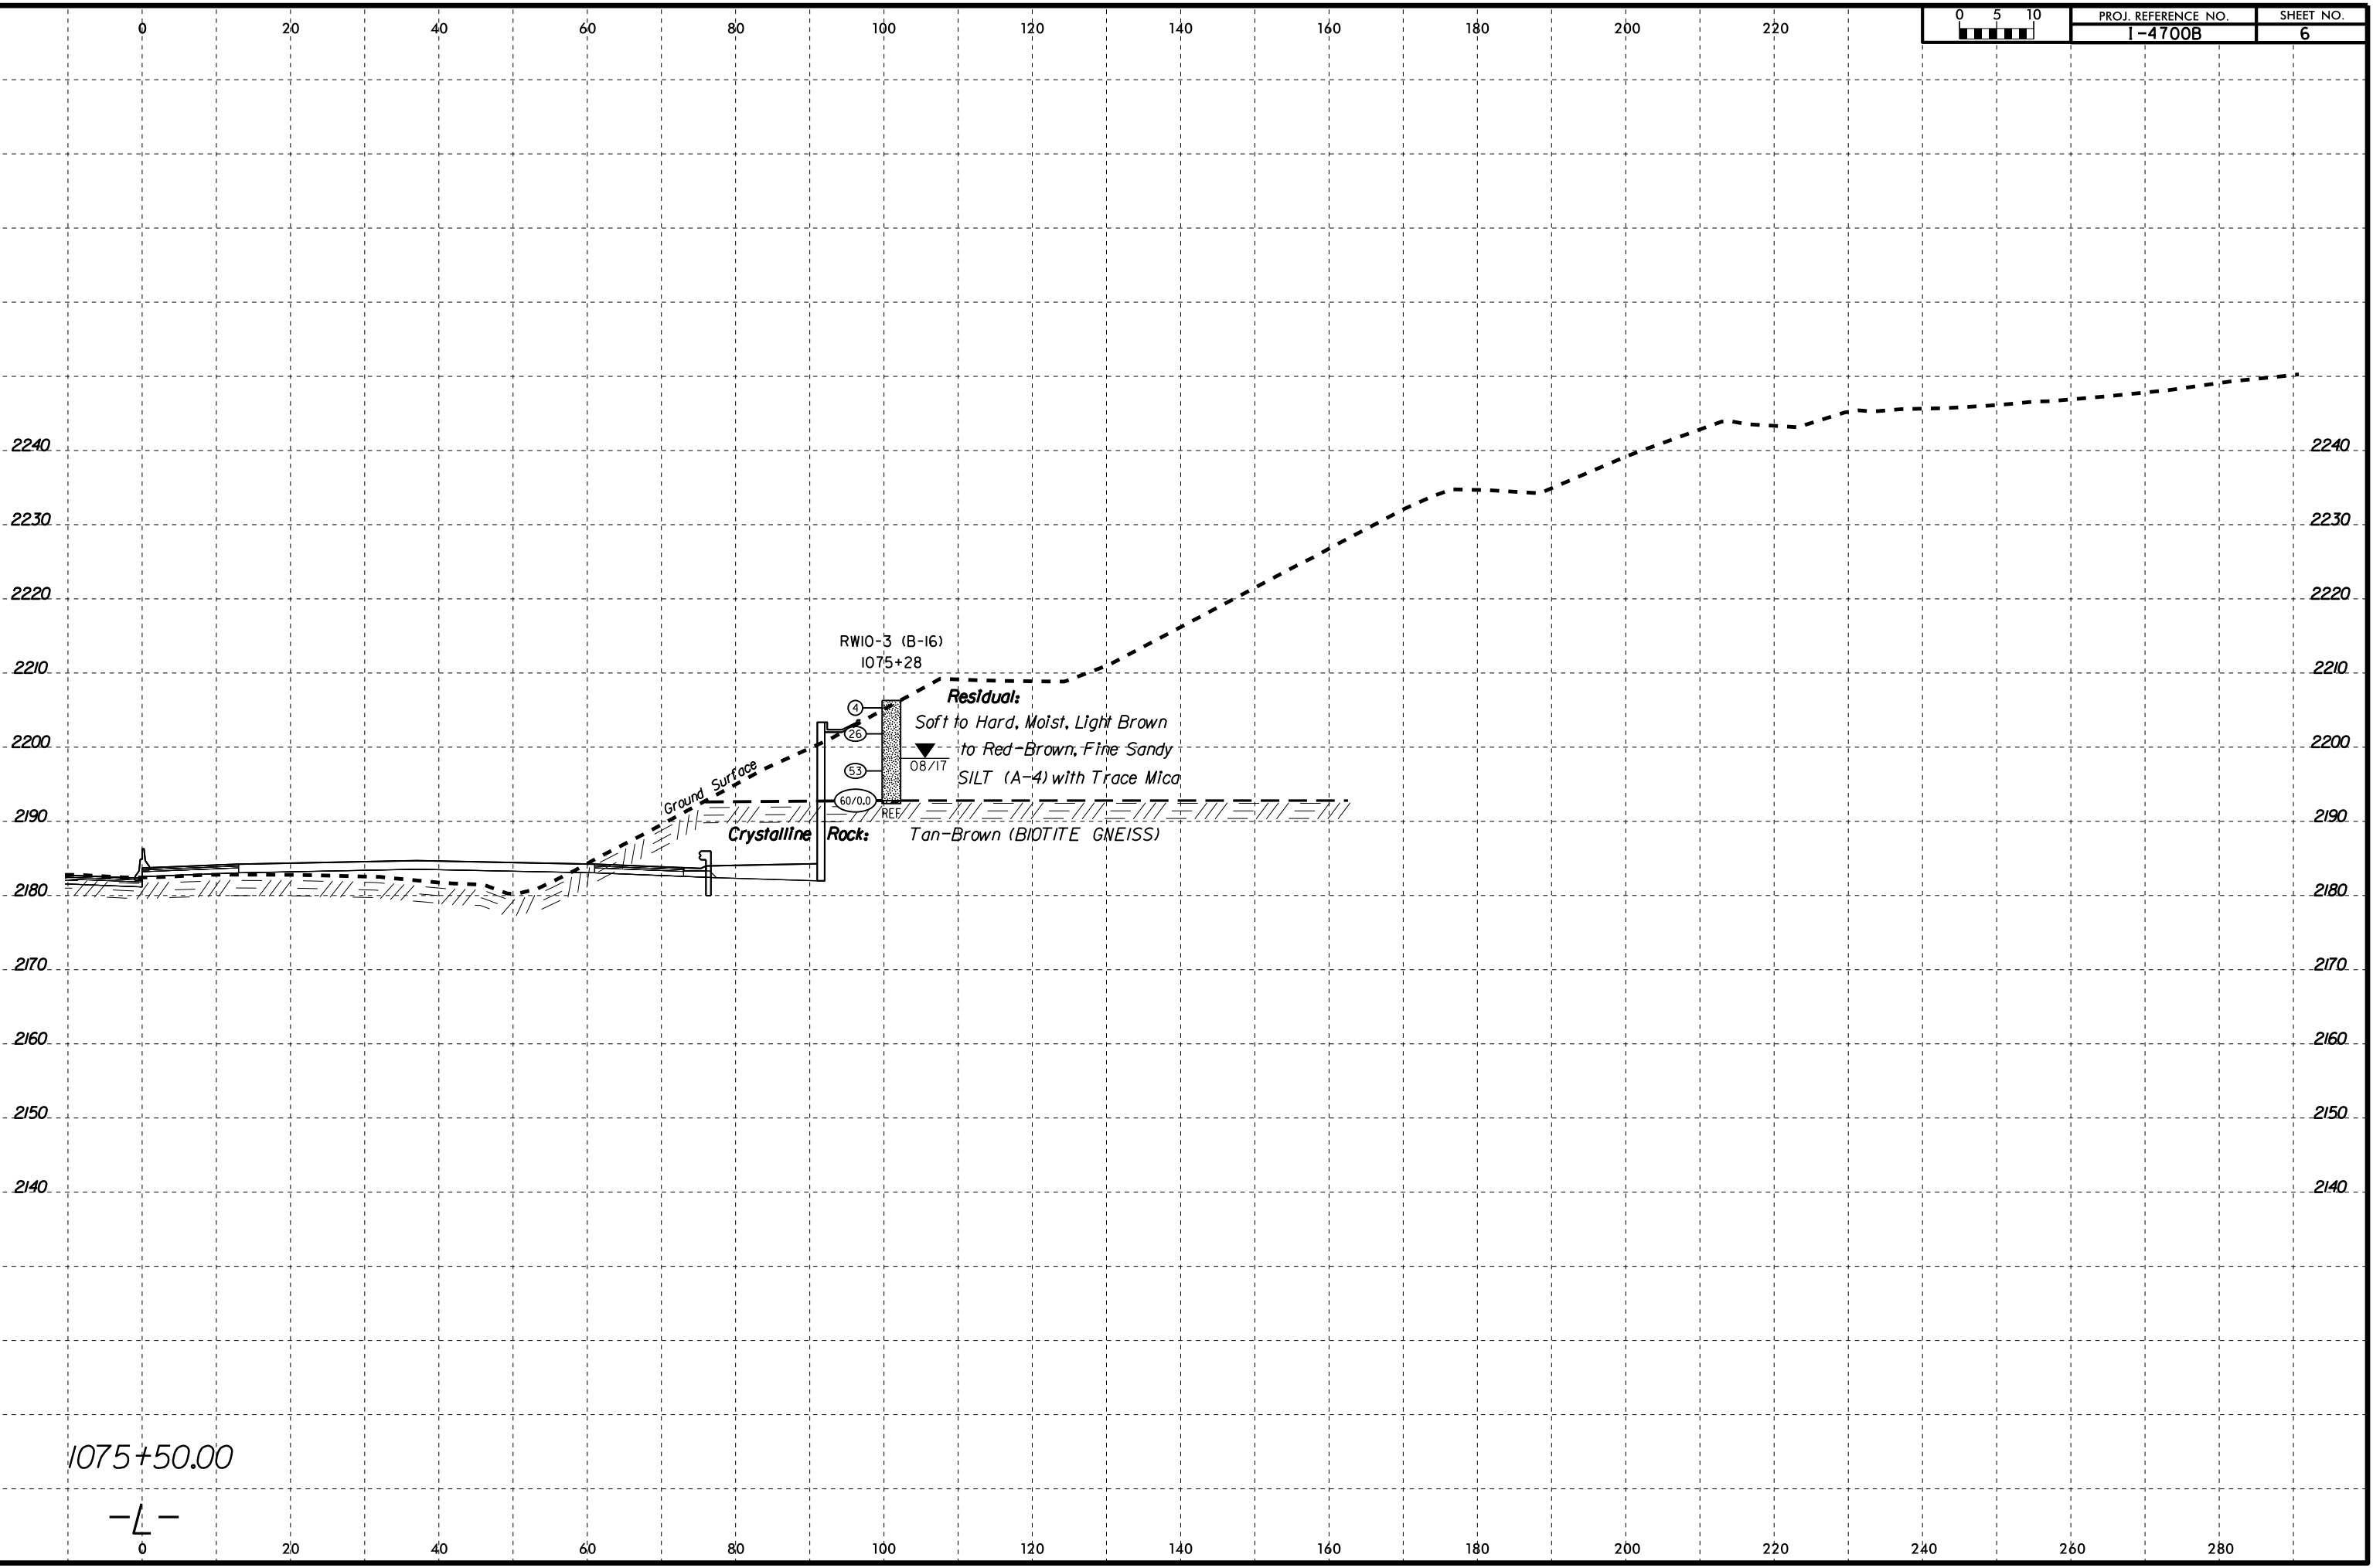 0 20 40 60 80 100 120 140 160 180 200 220
0 5 10
PROJ. REFERENCE NO. SHEET NO.
I-4700B 6
2240 2240
2230 2230
2220 2220
RW10-3 (B-16)
1075+28
2210 2210
Residual:
4
Soft to Hard, Moist, Light Brown
26
2200 to Red-Brown, Fine Sandy 2200
08/17
53
SILT (A-4) with Trace Mica
Ground Surface
60/0.0
REF
2190 2190
Crystalline Rock: Tan-Brown (BIOTITE GNEISS)
2180 2180
2170 2170
2160 2160
2150 2150
2140 2140
1075+50.00
-L-
0 20 40 60 80 100 120 140 160 180 200 220 240 260 280